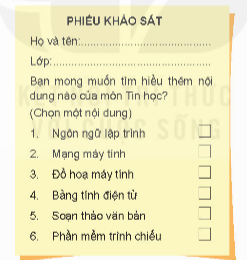 PHIẾU KHẢO SÁT
Họ và tên:.......................................
Lớp:...............................................
Bạn mong muốn tìm hiểu thêm nội
dung nào của môn Tin học?
(Chọn một nội dung)
1. Ngôn ngữ lập trình
2. Mạng máy tính
3. Đồ hoạ máy tính
4. Bảng tính điện tử
5. Soạn thảo văn bản
6. Phần mềm trình chiếu